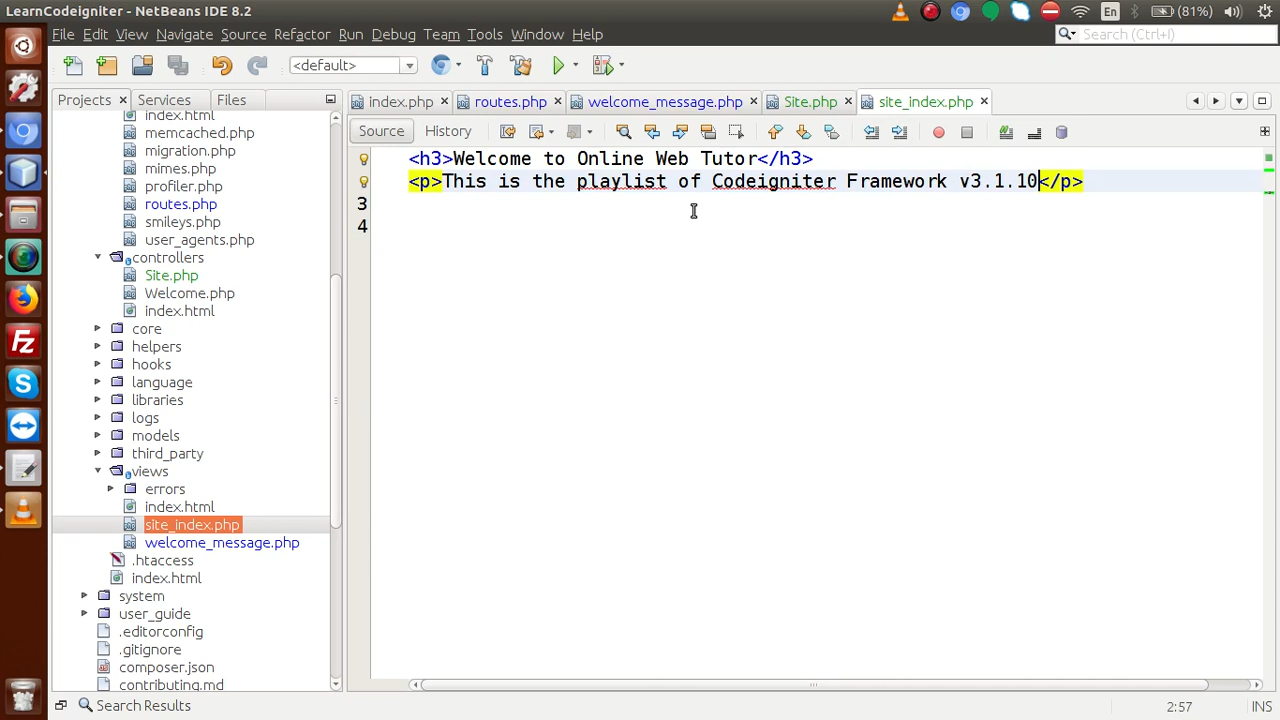 LearnCodeigniter - NetBeans IDE 8.2
En
(81%)
File Edit View Navigate Source Refactor Run Debug Team Tools Window Help
Search (Ctrl+I)
<default>
Projects Services Files
index.php routes.php welcome_message.php Site.php site_index.php
Source History
index.html
memcached.php
migration.php
mimes.php
profiler.php
routes.php
smileys.php
user_agents.php
controllers
Site.php
Welcome.php
index.html
core
helpers
hooks
language
libraries
logs
models
third_party
views
errors
index.html
site_index.php
welcome_message.php
.htaccess
index.html
system
user_guide
.editorconfig
.gitignore
composer.json
contributing.md
<h3>Welcome to Online Web Tutor</h3>
<p>This is the playlist of Codeigniter Framework v3.1.10</p>
3
4
Search Results
2:57
INS